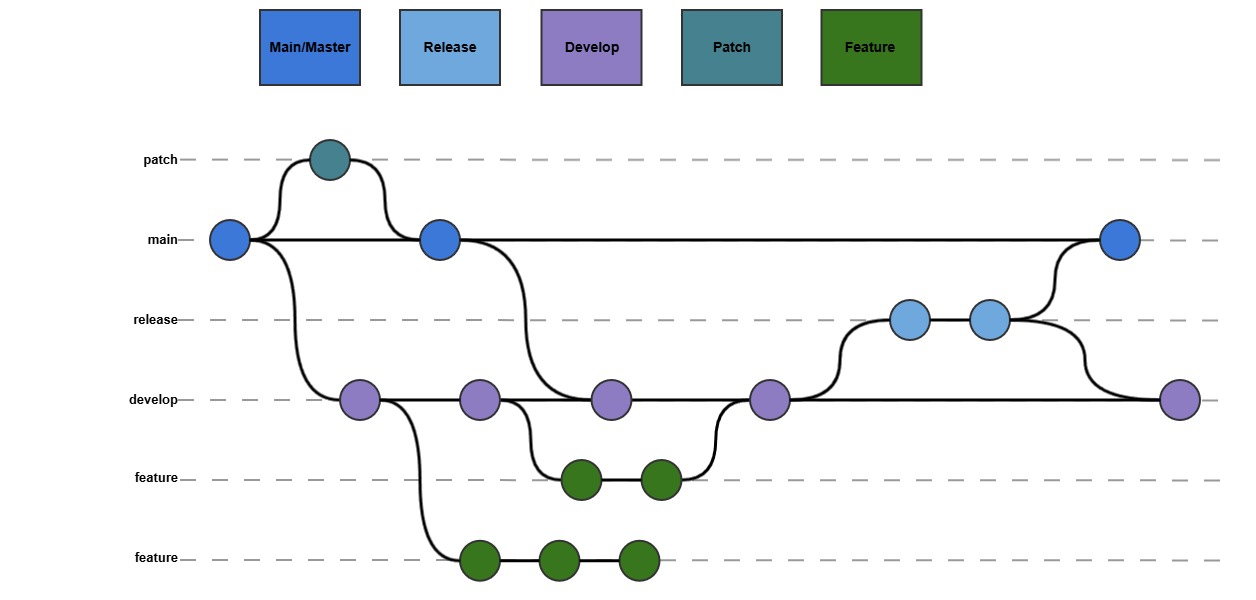 Main/Master
Release
Develop
Patch
Feature
patch
main
release
develop
feature
feature